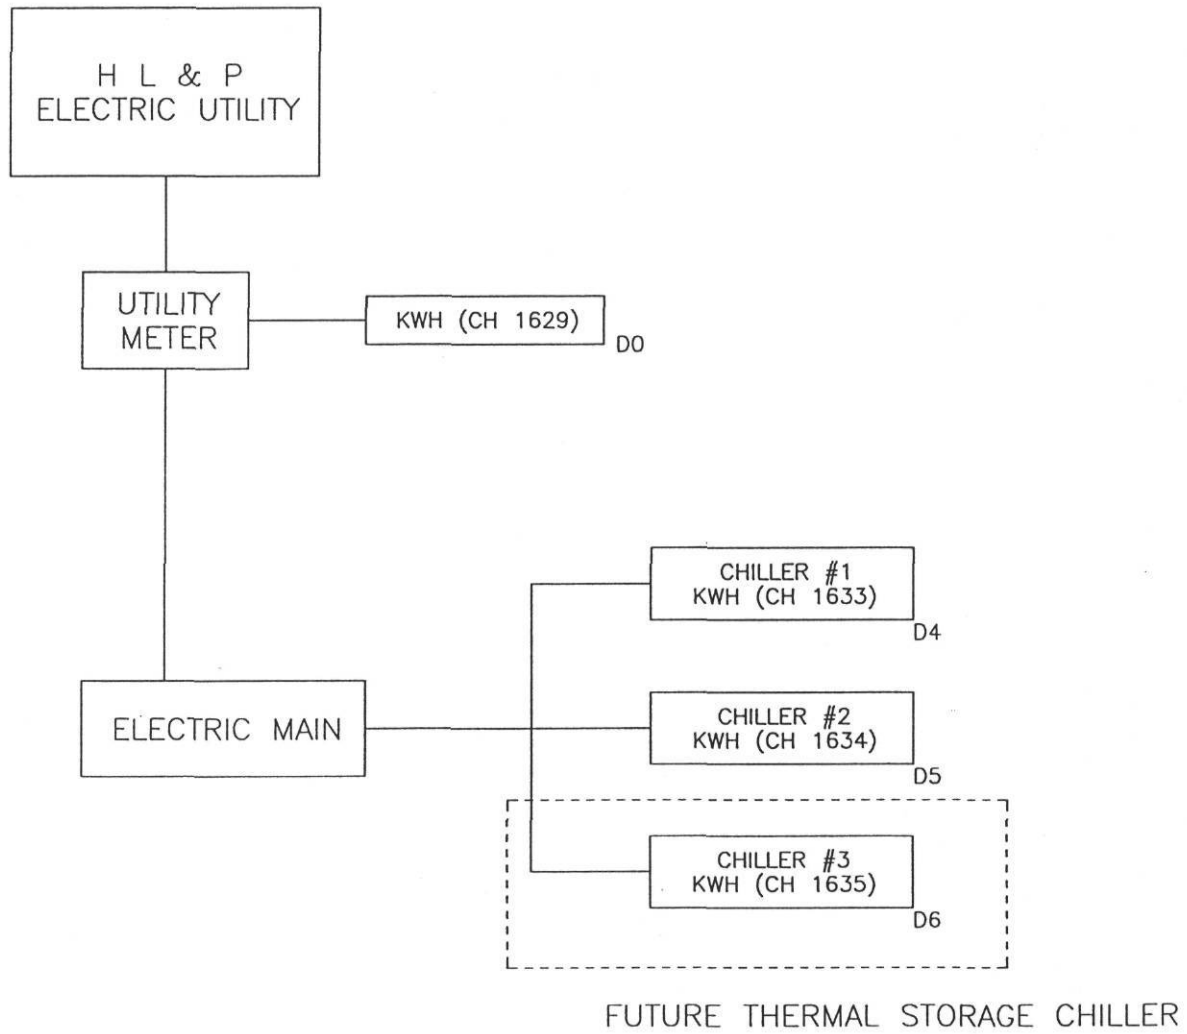 H L & P
ELECTRIC UTILITY
UTILITY
METER
KWH (CH 1629)
D0
CHILLER #1
KWH (CH 1633)
D4
ELECTRIC MAIN
CHILLER #2
KWH (CH 1634)
D5
CHILLER #3
KWH (CH 1635)
D6
FUTURE THERMAL STORAGE CHILLER